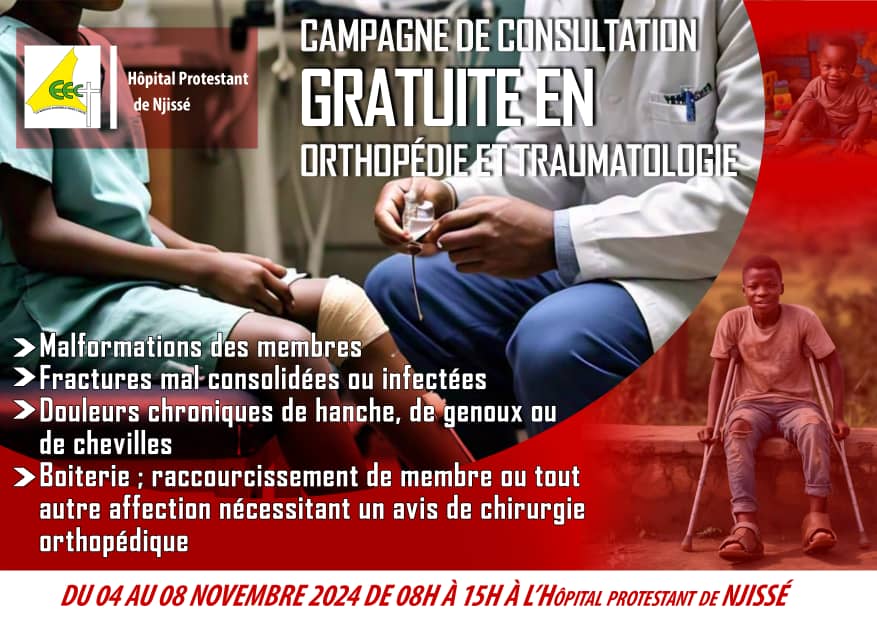 CAMPAGNE DE CONSULTATION
GRATUITE EN
ORTHOPÉDIE ET TRAUMATOLOGIE
EEC
Hôpital Protestant
de Njissé
Malformations des membres
Fractures mal consolidées ou infectées
Douleurs chroniques de hanche, de genoux ou
de chevilles
Boiterie ; raccourcissement de membre ou tout
autre affection nécessitant un avis de chirurgie
orthopédique
DU 04 AU 08 NOVEMBRE 2024 DE 08H À 15H À L'HÔPITAL PROTESTANT DE NJISSÉ